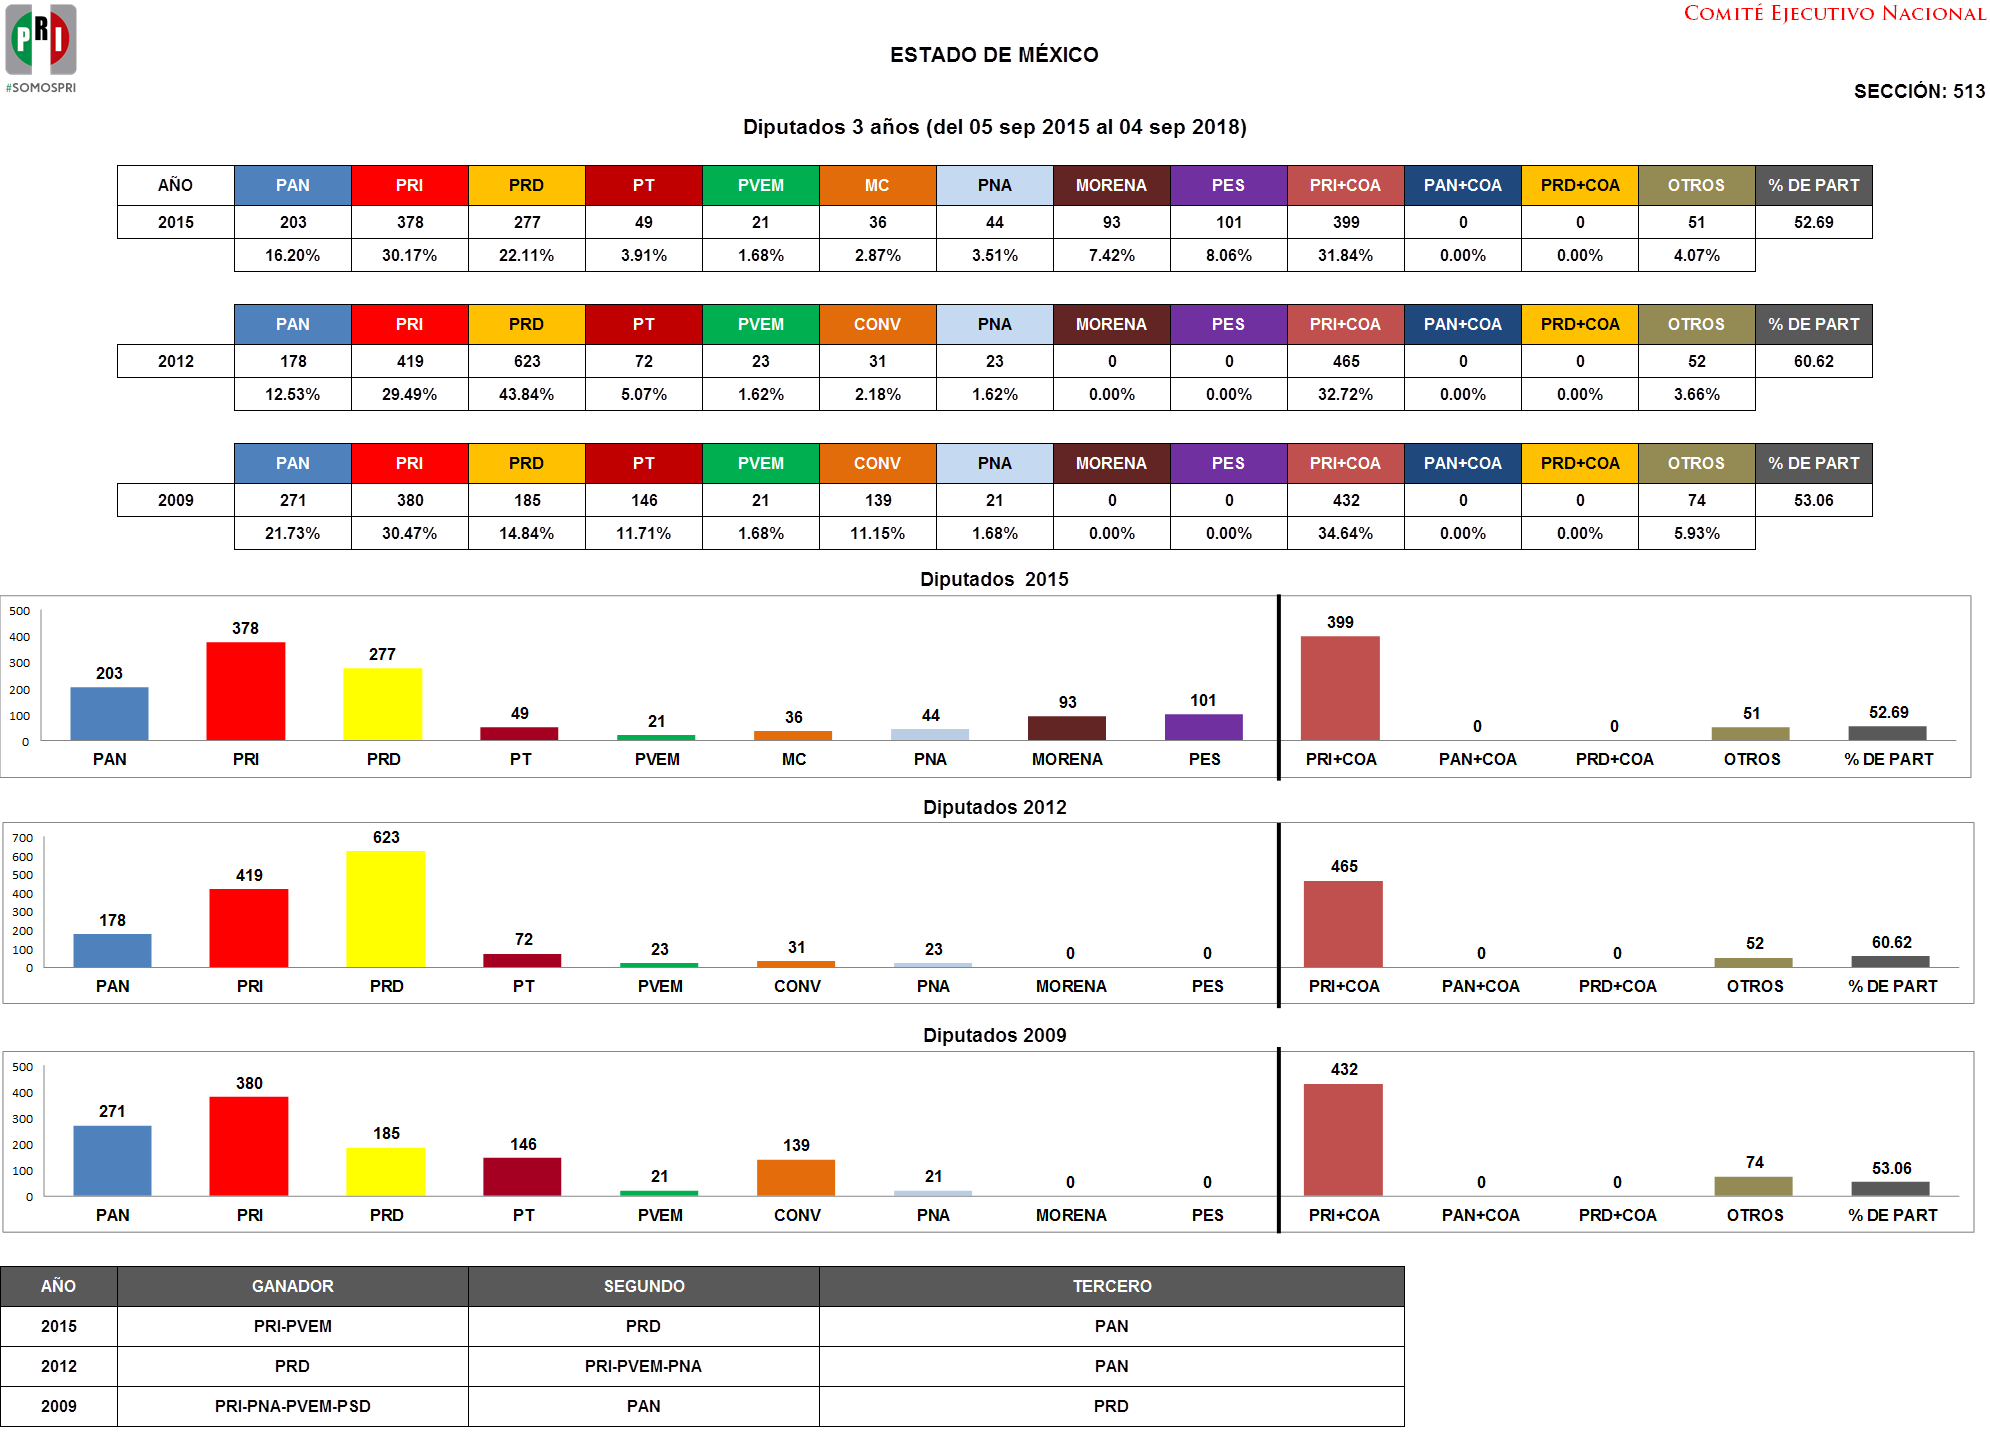 PRI
#SOMOSPRI
COMITÉ EJECUTIVO NACIONAL
ESTADO DE MÉXICO
SECCIÓN: 513
Diputados 3 años (del 05 sep 2015 al 04 sep 2018)
AÑO PAN PRI PRD PT PVEM MC PNA MORENA PES PRI+COA PAN+COA PRD+COA OTROS % DE PART
2015 203 378 277 49 21 36 44 93 101 399 0 0 51 52.69
16.20% 30.17% 22.11% 3.91% 1.68% 2.87% 3.51% 7.42% 8.06% 31.84% 0.00% 0.00% 4.07%
PAN PRI PRD PT PVEM CONV PNA MORENA PES PRI+COA PAN+COA PRD+COA OTROS % DE PART
2012 178 419 623 72 23 31 23 0 0 465 0 0 52 60.62
12.53% 29.49% 43.84% 5.07% 1.62% 2.18% 1.62% 0.00% 0.00% 32.72% 0.00% 0.00% 3.66%
PAN PRI PRD PT PVEM CONV PNA MORENA PES PRI+COA PAN+COA PRD+COA OTROS % DE PART
2009 271 380 185 146 21 139 21 0 0 432 0 0 74 53.06
21.73% 30.47% 14.84% 11.71% 1.68% 11.15% 1.68% 0.00% 0.00% 34.64% 0.00% 0.00% 5.93%
Diputados 2015
500
400
300
200
100
0
203 378 277 49 21 36 44 93 101 399 0 0 51 52.69
PAN PRI PRD PT PVEM MC PNA MORENA PES PRI+COA PAN+COA PRD+COA OTROS % DE PART
Diputados 2012
700
600
500
400
300
200
100
0
178 419 623 72 23 31 23 0 0 465 0 0 52 60.62
PAN PRI PRD PT PVEM CONV PNA MORENA PES PRI+COA PAN+COA PRD+COA OTROS % DE PART
Diputados 2009
500
400
300
200
100
0
271 380 185 146 21 139 21 0 0 432 0 0 74 53.06
PAN PRI PRD PT PVEM CONV PNA MORENA PES PRI+COA PAN+COA PRD+COA OTROS % DE PART
AÑO GANADOR SEGUNDO TERCERO
2015 PRI-PVEM PRD PAN
2012 PRD PRI-PVEM-PNA PAN
2009 PRI-PNA-PVEM-PSD PAN PRD